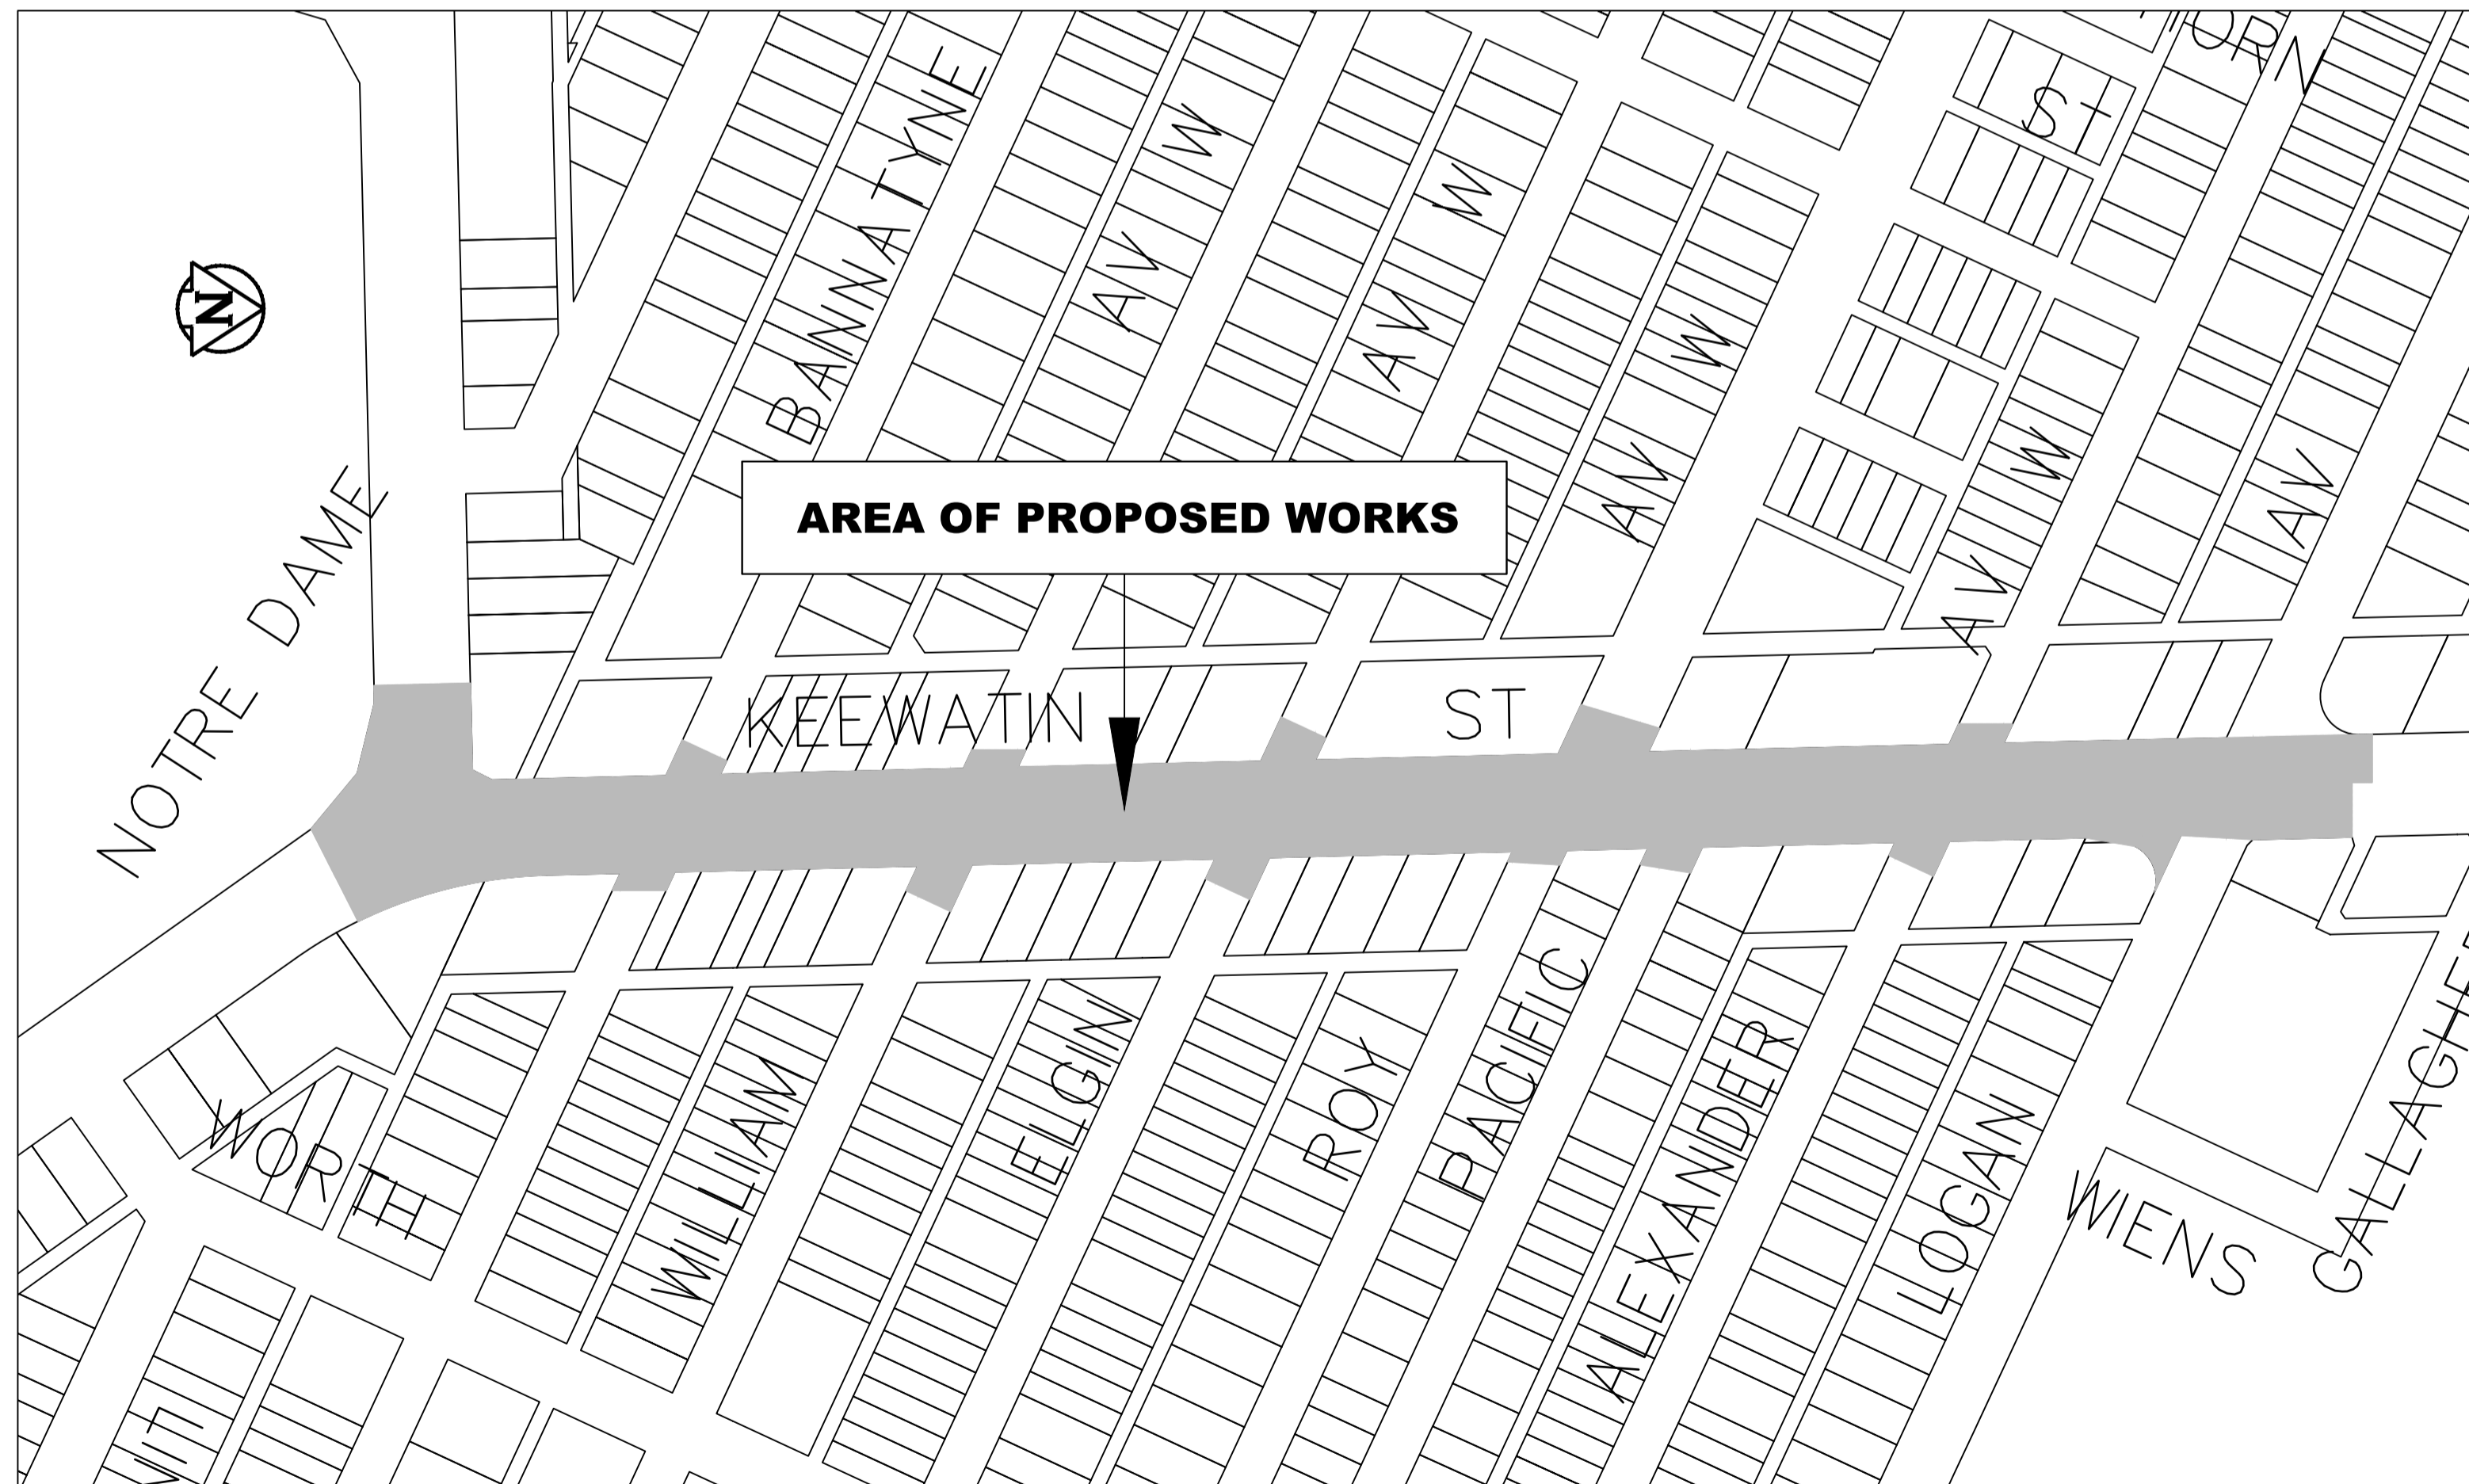 BANNATYNE
AV W
AV W
AV W
AV W
AV
ST
N
NOTRE DAME
AREA OF PROPOSED WORKS
KEEWATIN ST
WORTH
WILLIAM
ELGIN
ROY
PACIFIC
ALEXANDER
LOGAN
WIENS